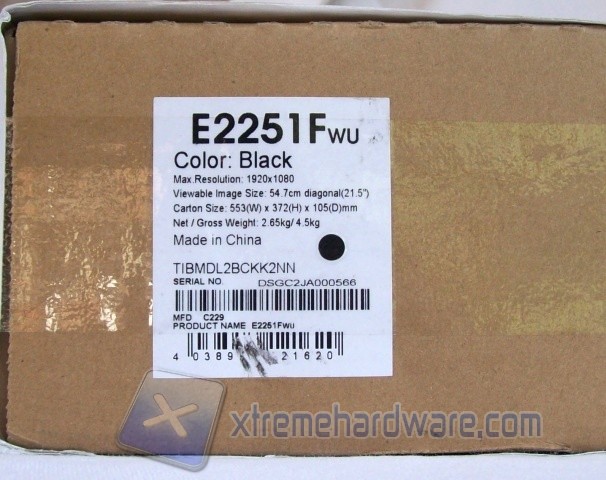 E2251Fwu
Color: Black
Max.Resolution: 1920x1080
Viewable Image Size: 54.7cm diagonal(21.5")
Carton Size: 553(W) x 372(H) x 105(D)mm
Net / Gross Weight: 2.65kg/ 4.5kg
Made in China
TIBMDL2BCKK2NN
SERIAL NO. DSGC2JA000566
MFD C229
PRODUCT NAME E2251Fwu
4 0389 21620
xtremehardware.com